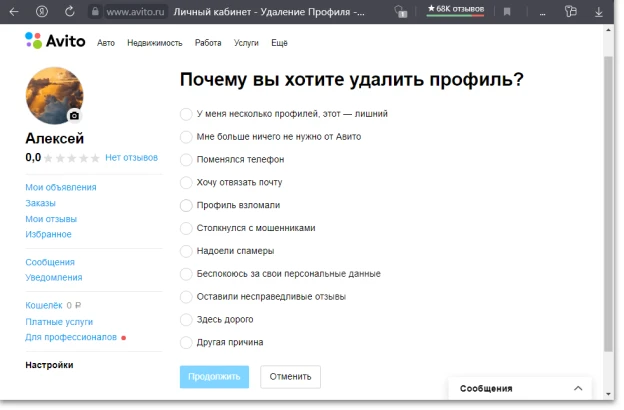 www.avito.ru Личный кабинет - Удаление Профиля -... ★ 68K отзывов ...
Avito Авто Недвижимость Работа Услуги Ещё
Почему вы хотите удалить профиль?
Алексей
0,0 Нет отзывов
Мои объявления
Заказы
Мои отзывы
Избранное
Сообщения
Уведомления
Кошелёк 0 ₽
Платные услуги
Для профессионалов
Настройки
У меня несколько профилей, этот — лишний
Мне больше ничего не нужно от Авито
Поменялся телефон
Хочу отвязать почту
Профиль взломали
Столкнулся с мошенниками
Надоели спамеры
Беспокоюсь за свои персональные данные
Оставили несправедливые отзывы
Здесь дорого
Другая причина
Продолжить Отменить
Сообщения